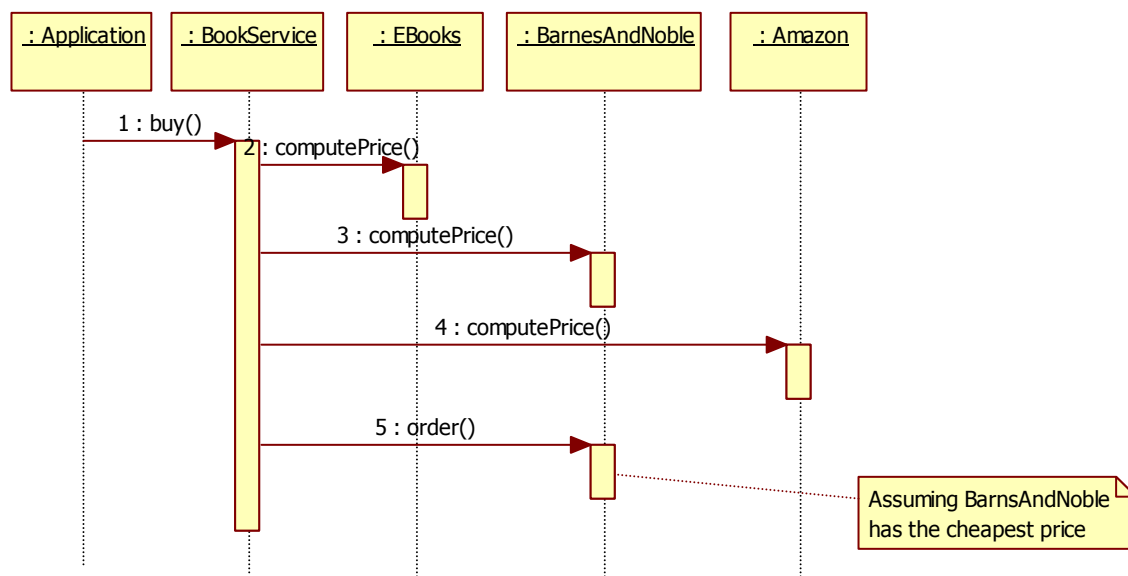 : Application
: BookService
: EBooks
: BarnesAndNoble
: Amazon
1 : buy()
2 : computePrice()
3 : computePrice()
4 : computePrice()
5 : order()
Assuming BarnsAndNoble
has the cheapest price